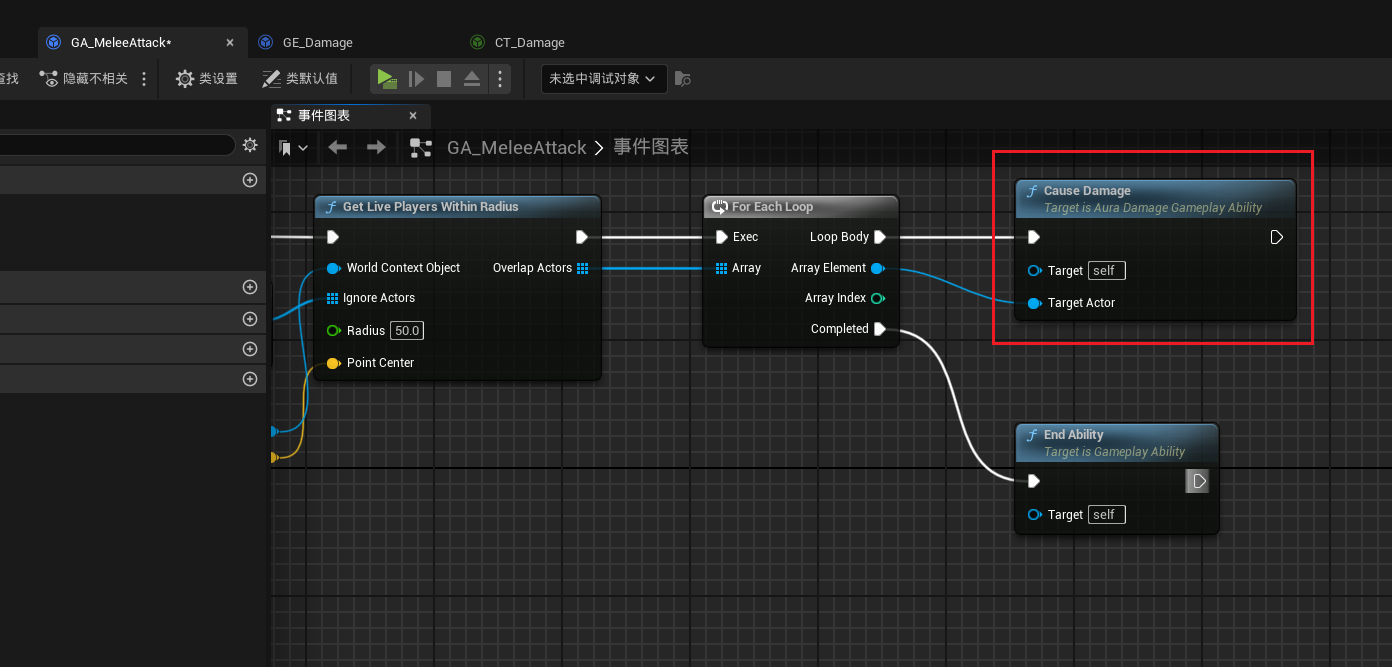 GA_MeleeAttack*
GE_Damage
CT_Damage
查找
隐藏不相关
类设置
类默认值
未选中调试对象
事件图表
GA_MeleeAttack > 事件图表
Get Live Players Within Radius
World Context Object
Overlap Actors
Ignore Actors
Radius 50.0
Point Center
For Each Loop
Exec
Loop Body
Array
Array Element
Array Index
Completed
Cause Damage
Target is Aura Damage Gameplay Ability
Target self
Target Actor
End Ability
Target is Gameplay Ability
Target self